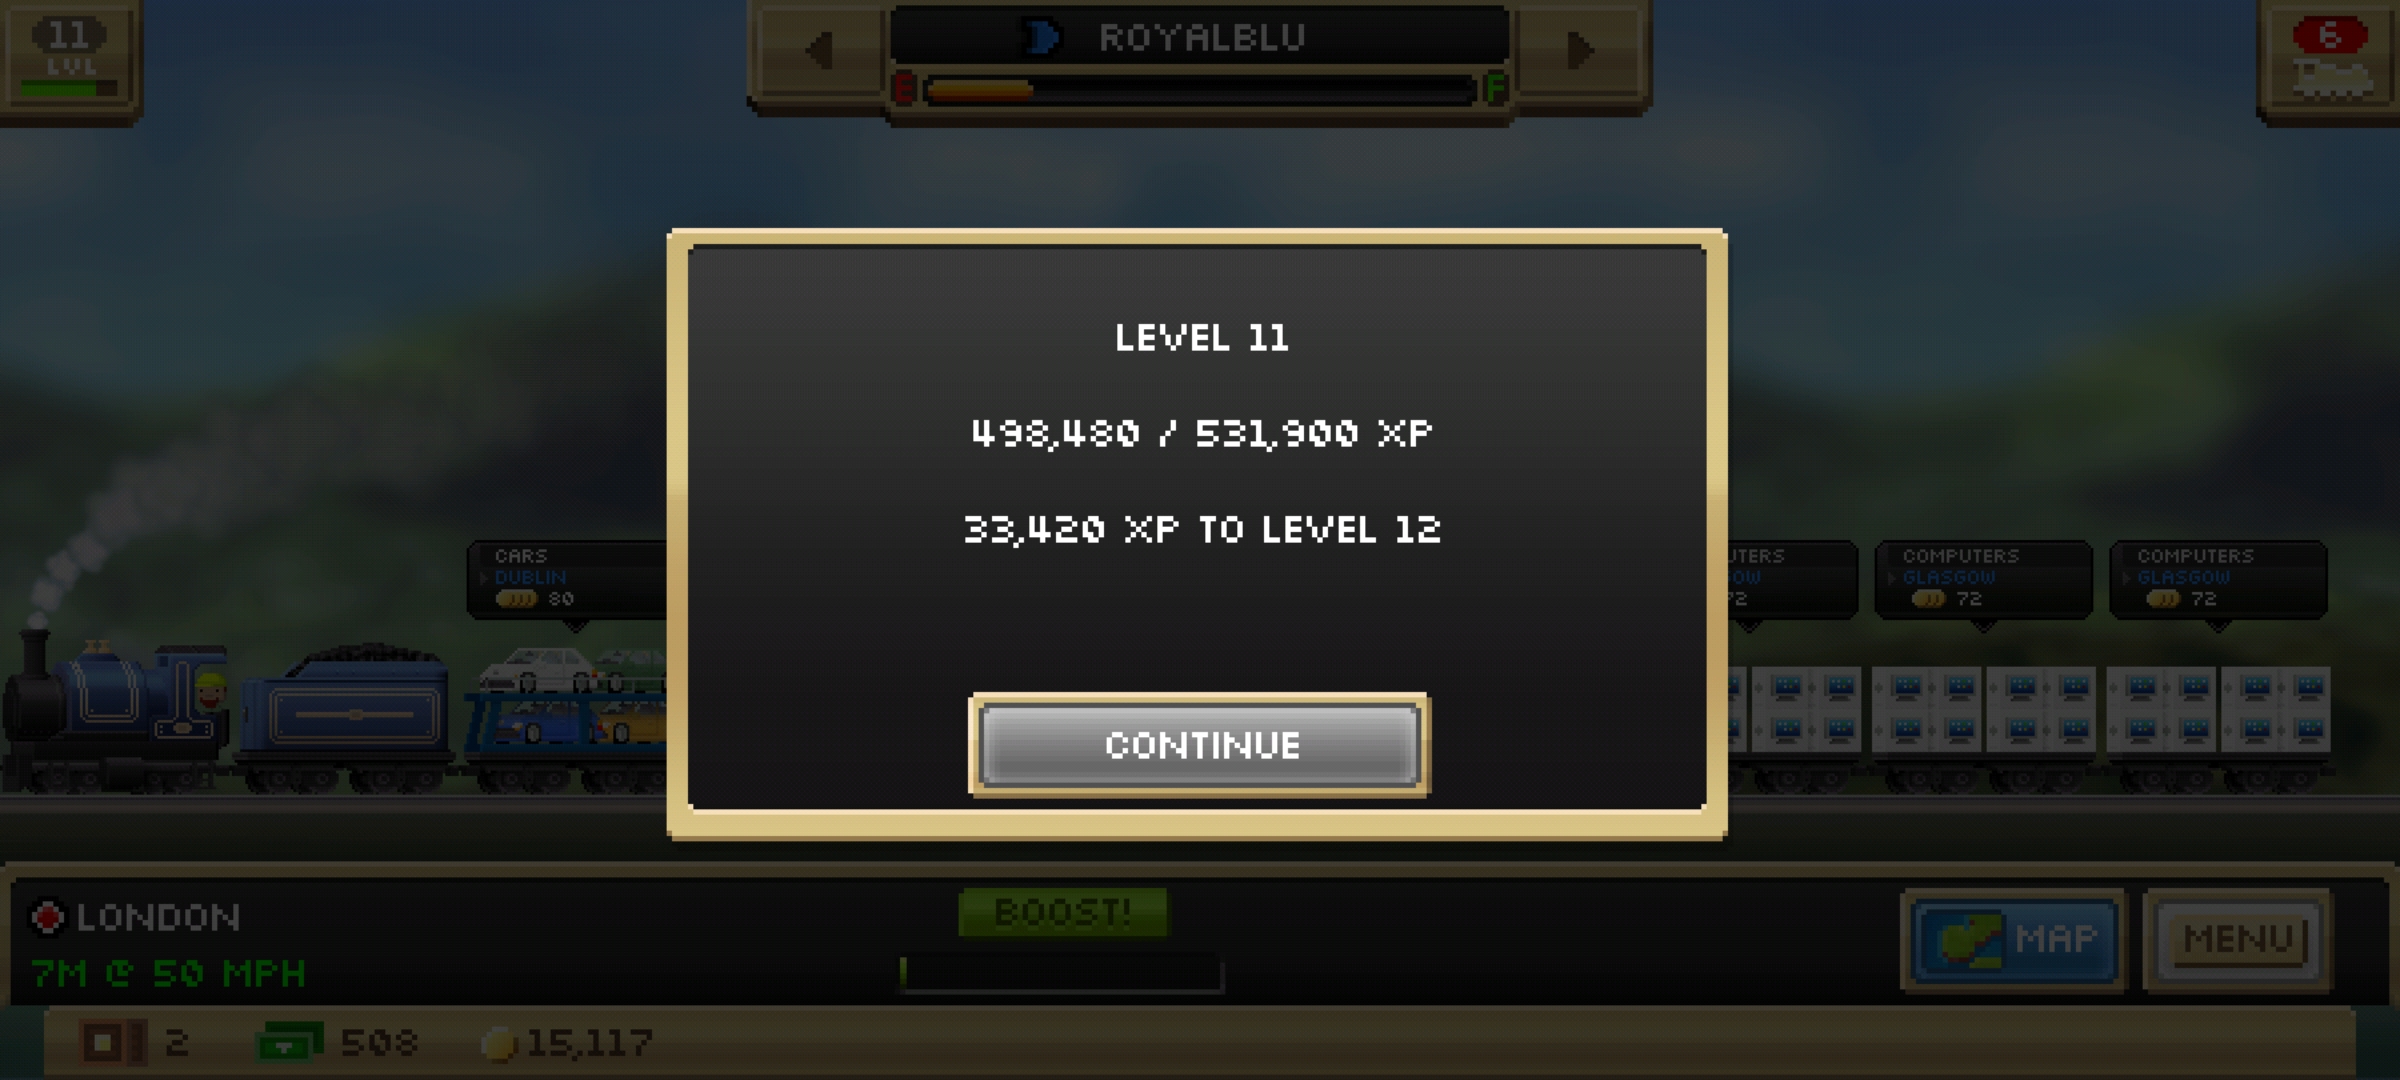 11
LVL
ROYALBLU
E
F
6
LEVEL 11
498,480 / 531,900 XP
33,420 XP TO LEVEL 12
CONTINUE
CARS
DUBLIN
80
COMPUTERS
GLASGOW
72
COMPUTERS
GLASGOW
72
LONDON
7M @ 50 MPH
BOOST!
MAP
MENU
2
508
15,117